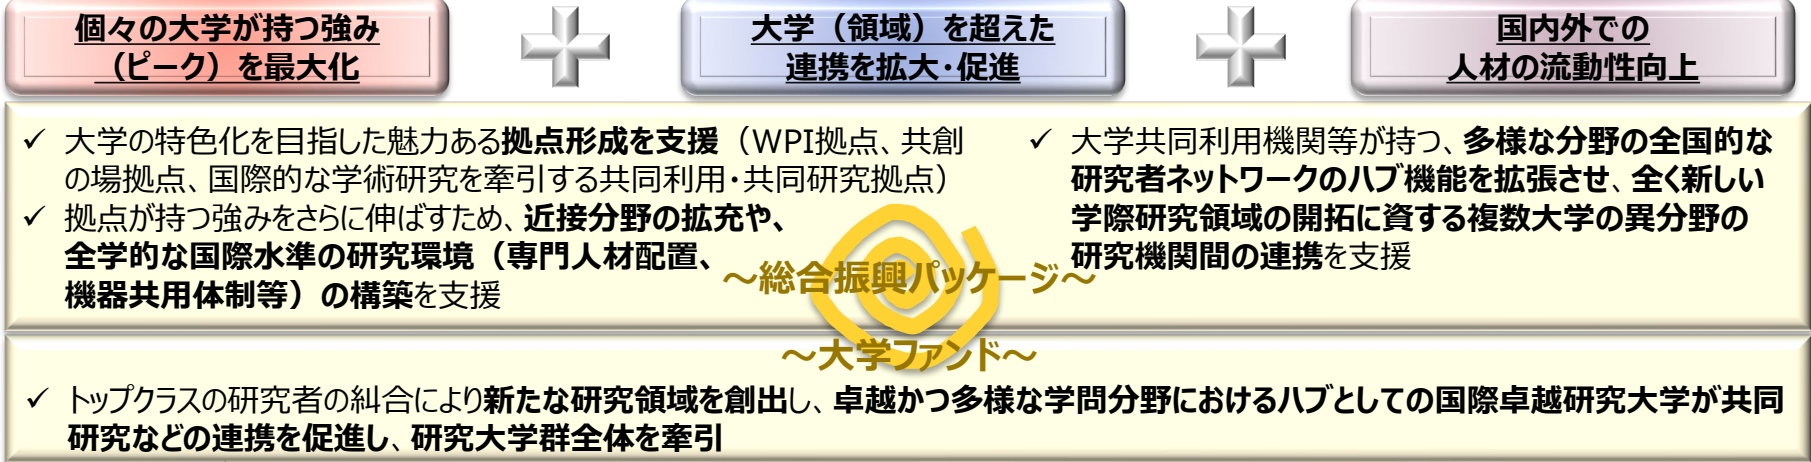 個々の大学が持つ強み
（ピーク）を最大化
大学（領域）を超えた
連携を拡大・促進
国内外での
人材の流動性向上
✓ 大学の特色化を目指した魅力ある拠点形成を支援（WPI拠点、共創
の場拠点、国際的な学術研究を牽引する共同利用・共同研究拠点）
✓ 拠点が持つ強みをさらに伸ばすため、近接分野の拡充や、
全学的な国際水準の研究環境（専門人材配置、
機器共用体制等）の構築を支援
✓ 大学共同利用機関等が持つ、多様な分野の全国的な
研究者ネットワークのハブ機能を拡張させ、全く新しい
学際研究領域の開拓に資する複数大学の異分野の
研究機関間の連携を支援
～総合振興パッケージ～
～大学ファンド～
✓ トップクラスの研究者の糾合により新たな研究領域を創出し、卓越かつ多様な学問分野におけるハブとしての国際卓越研究大学が共同
研究などの連携を促進し、研究大学群全体を牽引